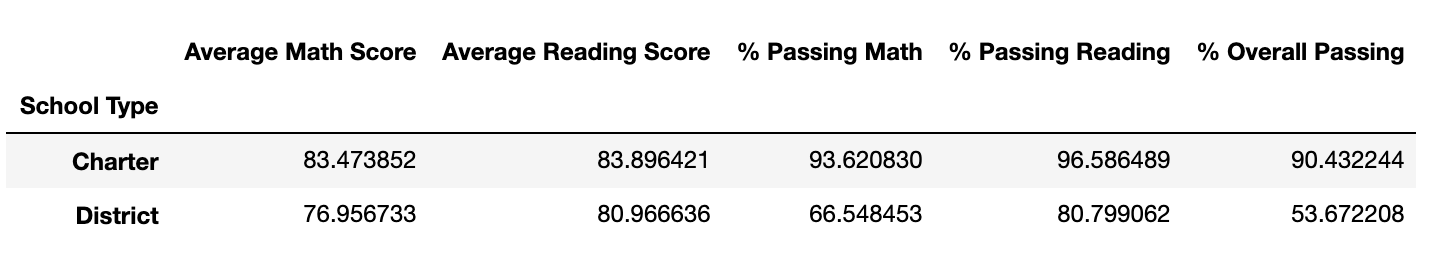 Average Math Score Average Reading Score % Passing Math % Passing Reading % Overall Passing
School Type
Charter 83.473852 83.896421 93.620830 96.586489 90.432244
District 76.956733 80.966636 66.548453 80.799062 53.672208